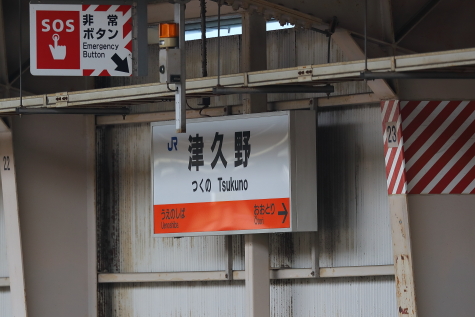 SOS
非常
ボタン
Emergency
Button
JR
津久野
つくの Tsukuno
うえのしば
Uenoshiba
おおとり
Ōtori
22
23